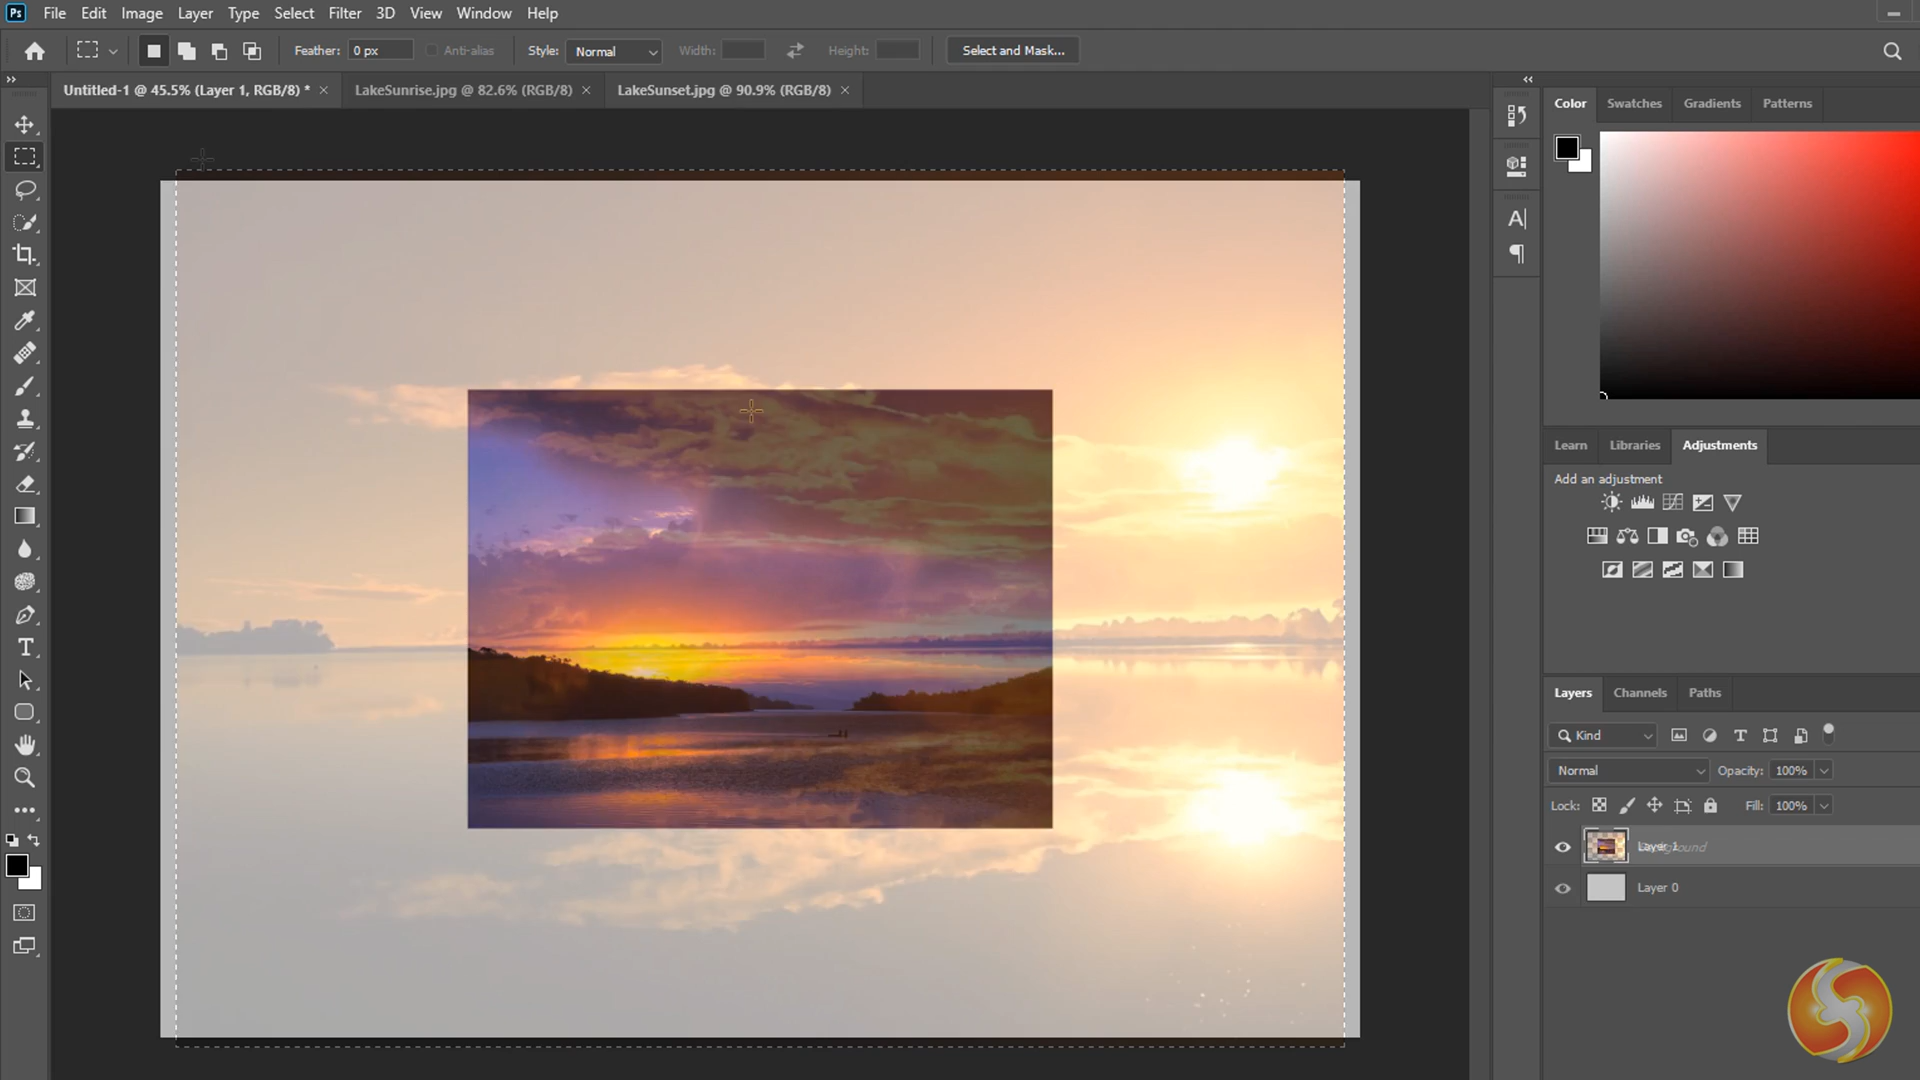 Ps File Edit Image Layer Type Select Filter 3D View Window Help
Feather: 0 px Anti-alias Style: Normal Width: Height: Select and Mask...
Untitled-1 @ 45.5% (Layer 1, RGB/8) * × LakeSunrise.jpg @ 82.6% (RGB/8) × LakeSunset.jpg @ 90.9% (RGB/8) ×
Color Swatches Gradients Patterns
Learn Libraries Adjustments
Add an adjustment
Layers Channels Paths
Kind
Normal Opacity: 100%
Lock: Fill: 100%
Layer 1
Layer 0